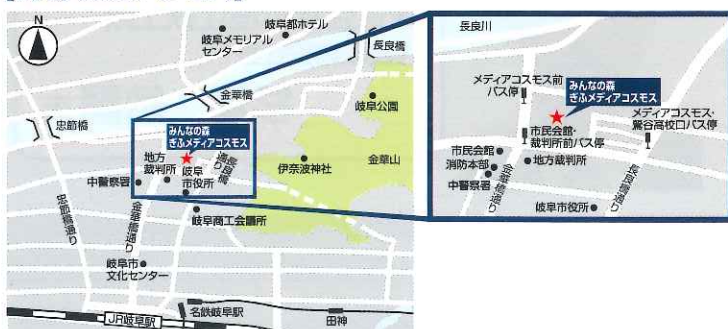 N
岐阜都ホテル
岐阜メモリアル
センター
長良橋
金華橋
忠節橋
岐阜公園
みんなの森
ぎふメディアコスモス
長良橋
通り
金華山
伊奈波神社
地方
裁判所
岐阜
市役所
中警察署
忠節橋通り
金華橋通り
岐阜商工会議所
岐阜市
文化センター
名鉄岐阜駅
JR岐阜駅
田神
長良川
メディアコスモス前
バス停
みんなの森
ぎふメディアコスモス
メディアコスモス・
鶯谷高校口バス停
市民会館・
裁判所前バス停
市民会館
消防本部
地方裁判所
中警察署
金華橋通り
長良橋通り
岐阜市役所